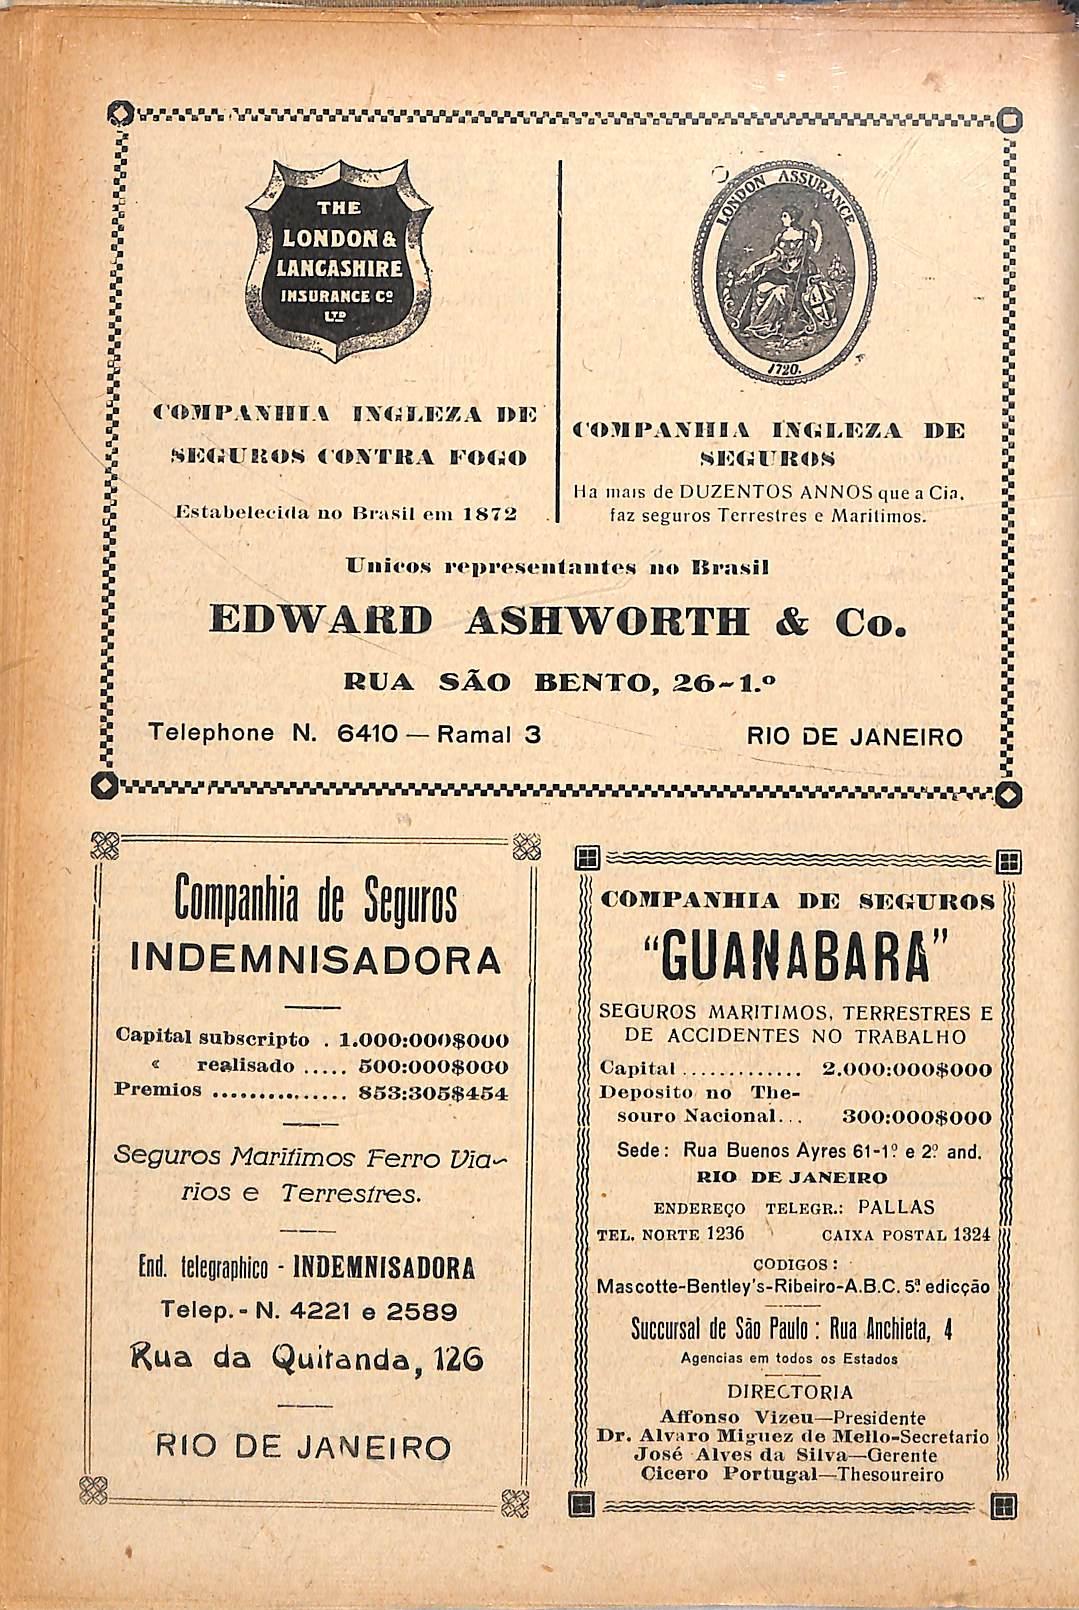 THE
LONDON &
LANCASHIRE
INSURANCE Cº
LTD
COMPANHIA INGLEZA DE
SEGUROS CONTRA FOGO
Estabelecida no Brasil em 1872
LONDON ASSURANCE
1720.
COMPANHIA INGLEZA DE
SEGUROS
Ha mais de DUZENTOS ANNOS que a Cia.
faz seguros Terrestres e Maritimos.
Unicos representantes no Brasil
EDWARD ASHWORTH & Co.
RUA SÃO BENTO, 26-1.º
Telephone N. 6410 — Ramal 3
RIO DE JANEIRO
Companhia de Seguros
INDEMNISADORA
Capital subscripto . 1.000:000$000
« realisado ..... 500:000$000
Premios .............. 853:305$454
Seguros Maritimos Ferro Via-
rios e Terrestres.
End. telegraphico - INDEMNISADORA
Telep. - N. 4221 e 2589
Rua da Quitanda, 126
RIO DE JANEIRO
COMPANHIA DE SEGUROS
“GUANABARA”
SEGUROS MARITIMOS, TERRESTRES E
DE ACCIDENTES NO TRABALHO
Capital ............. 2.000:000$000
Deposito no The-
souro Nacional... 300:000$000
Sede: Rua Buenos Ayres 61-1º e 2º and.
RIO DE JANEIRO
ENDEREÇO TELEGR.: PALLAS
TEL. NORTE 1236 CAIXA POSTAL 1324
ÇODIGOS:
Mascotte-Bentley's-Ribeiro-A.B.C. 5ª edicção
Succursal de São Paulo : Rua Anchieta, 4
Agencias em todos os Estados
DIRECTORIA
Affonso Vizeu—Presidente
Dr. Alvaro Miguez de Mello-Secretario
José Alves da Silva—Gerente
Cicero Portugal—Thesoureiro